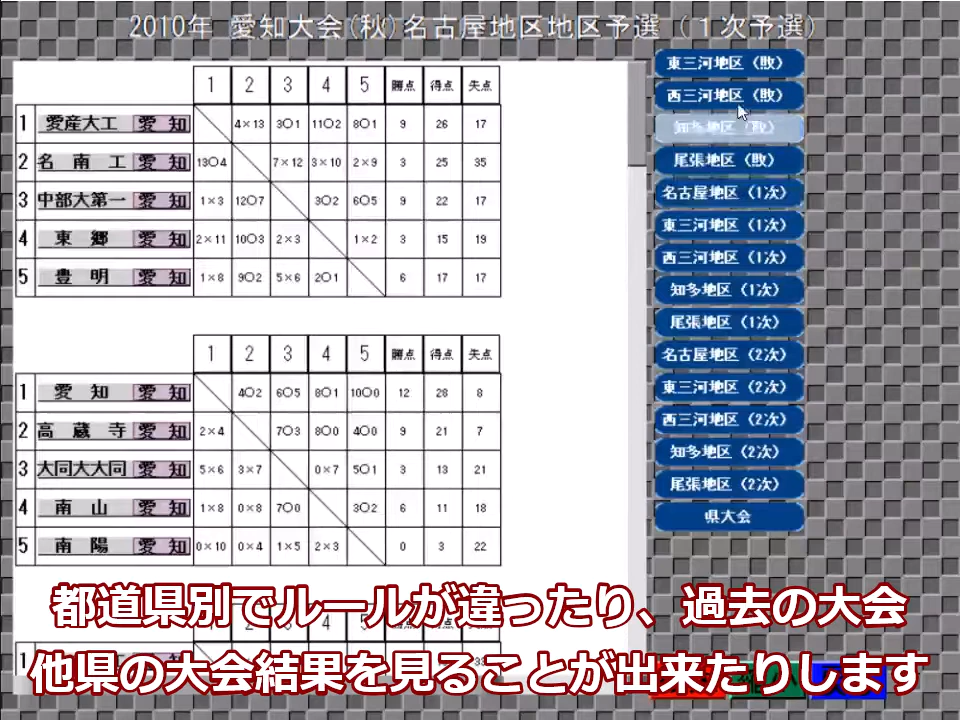 2010年 愛知大会(秋)名古屋地区地区予選（１次予選）
1 2 3 4 5 勝点 得点 失点
1 愛産大工 愛知 4×13 3○1 11○2 8○1 9 26 17
2 名南工 愛知 13○4 7×12 3×10 2×9 3 25 35
3 中部大第一 愛知 1×3 12○7 3○2 6○5 9 22 17
4 東郷 愛知 2×11 10○3 2×3 1×2 3 15 19
5 豊明 愛知 1×8 9○2 5×6 2○1 6 17 17
1 2 3 4 5 勝点 得点 失点
1 愛知 愛知 4○2 6○5 8○1 10○0 12 28 8
2 高蔵寺 愛知 2×4 7○3 8○0 4○0 9 21 7
3 大同大大同 愛知 5×6 3×7 0×7 5○1 3 13 21
4 南山 愛知 1×8 0×8 7○0 3○2 6 11 18
5 南陽 愛知 0×10 0×4 1×5 2×3 0 3 22
東三河地区（敗）
西三河地区（敗）
知多地区（敗）
尾張地区（敗）
名古屋地区（1次）
東三河地区（1次）
西三河地区（1次）
知多地区（1次）
尾張地区（1次）
名古屋地区（2次）
東三河地区（2次）
西三河地区（2次）
知多地区（2次）
尾張地区（2次）
県大会
都道県別でルールが違ったり、過去の大会
他県の大会結果を見ることが出来たりします